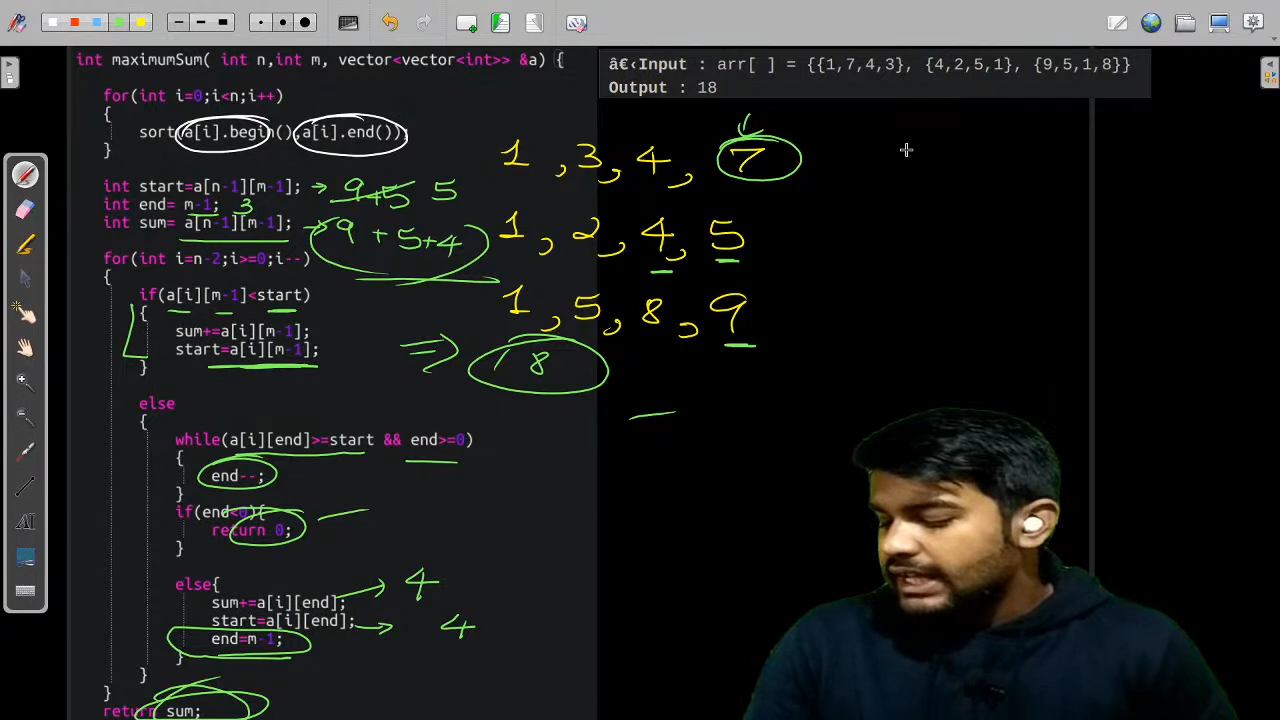 int maximumSum( int n,int m, vector<vector<int>> &a) {
for(int i=0;i<n;i++)
{
sort(a[i].begin(),a[i].end());
}
int start=a[n-1][m-1]; → 9+5 5
int end= m-1; 3
int sum= a[n-1][m-1]; → 9 + 5+4
for(int i=n-2;i>=0;i--)
{
if(a[i][m-1]<start)
{
sum+=a[i][m-1];
start=a[i][m-1];
}
else
{
while(a[i][end]>=start && end>=0)
{
end--;
}
if(end<0){
return 0;
}
else{
sum+=a[i][end]; → 4
start=a[i][end]; → 4
end=m-1;
}
}
}
return sum;
â€‹Input : arr[ ] = {{1,7,4,3}, {4,2,5,1}, {9,5,1,8}}
Output : 18
1 , 3, 4, 7
1 , 2, 4, 5
1 , 5, 8 , 9
⇒ 18